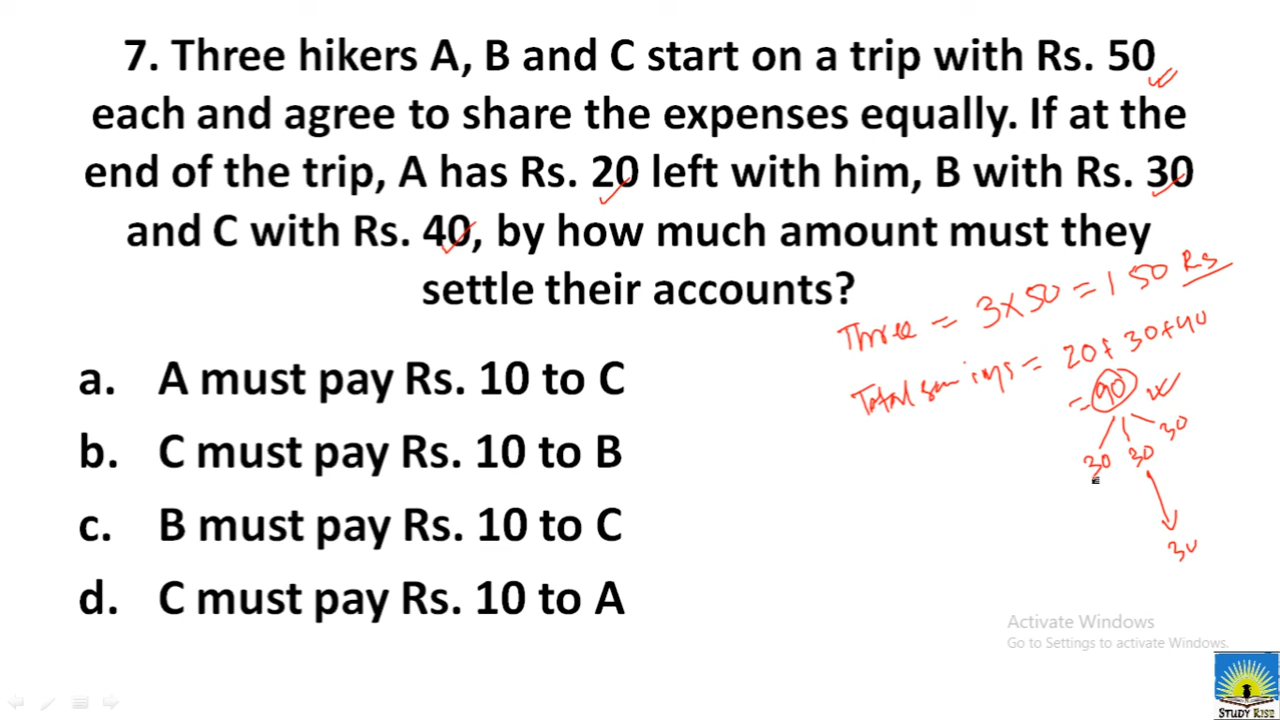 7. Three hikers A, B and C start on a trip with Rs. 50
each and agree to share the expenses equally. If at the
end of the trip, A has Rs. 20 left with him, B with Rs. 30
and C with Rs. 40, by how much amount must they
settle their accounts?
Three = 3 x 50 = 150 Rs
Total savings = 20 + 30 + 40
= 90
30 30 30
30
a. A must pay Rs. 10 to C
b. C must pay Rs. 10 to B
c. B must pay Rs. 10 to C
d. C must pay Rs. 10 to A
Activate Windows
Go to Settings to activate Windows.
STUDY RISE